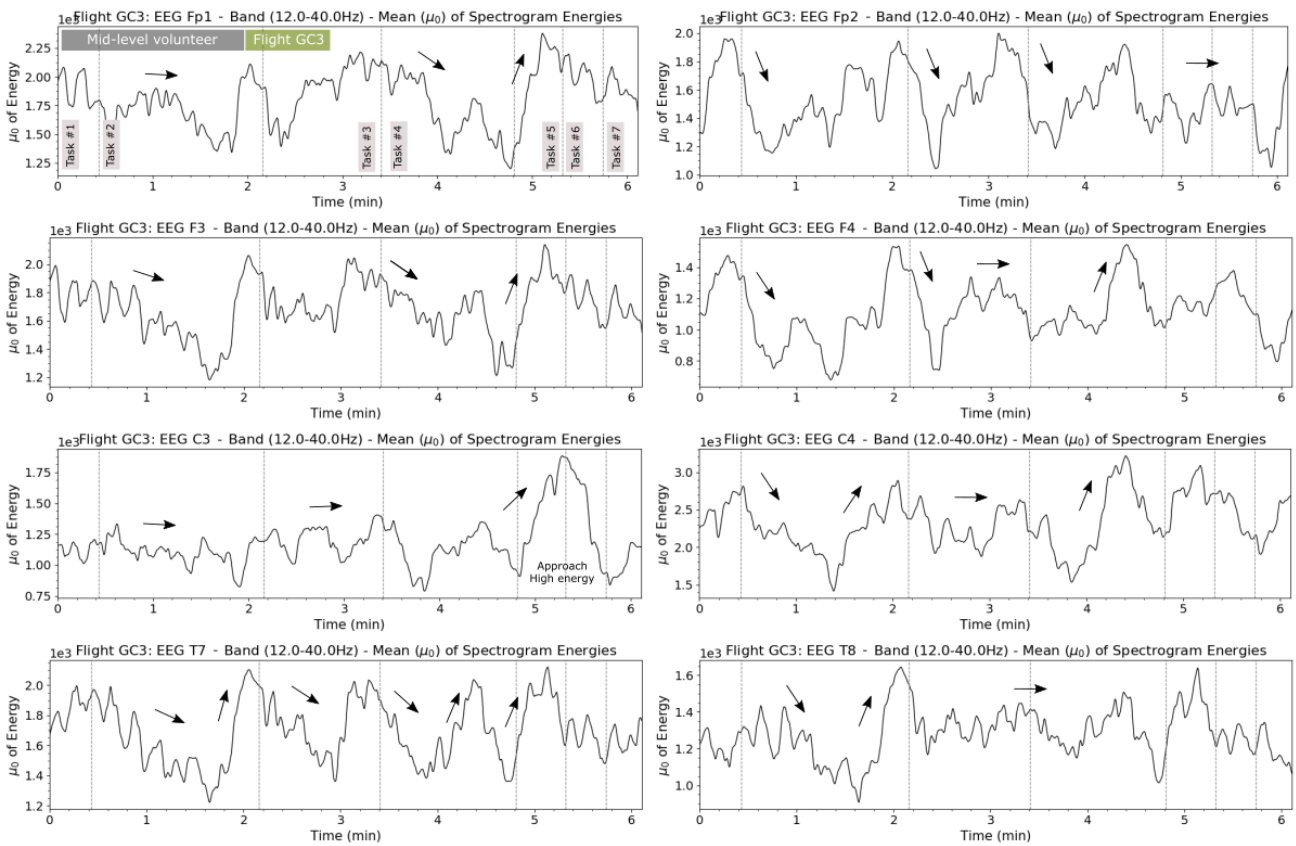 1e3 Flight GC3: EEG Fp1 - Band (12.0-40.0Hz) - Mean (μ0) of Spectrogram Energies
Mid-level volunteer Flight GC3
2.25
2.00
1.75
1.50
1.25
μ0 of Energy
Task #1 Task #2 Task #3 Task #4 Task #5 Task #6 Task #7
0 1 2 3 4 5 6
Time (min)
1e3 Flight GC3: EEG Fp2 - Band (12.0-40.0Hz) - Mean (μ0) of Spectrogram Energies
2.0
1.8
1.6
1.4
1.2
1.0
μ0 of Energy
0 1 2 3 4 5 6
Time (min)
1e3 Flight GC3: EEG F3 - Band (12.0-40.0Hz) - Mean (μ0) of Spectrogram Energies
2.0
1.8
1.6
1.4
1.2
μ0 of Energy
0 1 2 3 4 5 6
Time (min)
1e3 Flight GC3: EEG F4 - Band (12.0-40.0Hz) - Mean (μ0) of Spectrogram Energies
1.4
1.2
1.0
0.8
μ0 of Energy
0 1 2 3 4 5 6
Time (min)
1e3 Flight GC3: EEG C3 - Band (12.0-40.0Hz) - Mean (μ0) of Spectrogram Energies
1.75
1.50
1.25
1.00
0.75
μ0 of Energy
Approach
High energy
0 1 2 3 4 5 6
Time (min)
1e3 Flight GC3: EEG C4 - Band (12.0-40.0Hz) - Mean (μ0) of Spectrogram Energies
3.0
2.5
2.0
1.5
μ0 of Energy
0 1 2 3 4 5 6
Time (min)
1e3 Flight GC3: EEG T7 - Band (12.0-40.0Hz) - Mean (μ0) of Spectrogram Energies
2.0
1.8
1.6
1.4
1.2
μ0 of Energy
0 1 2 3 4 5 6
Time (min)
1e3 Flight GC3: EEG T8 - Band (12.0-40.0Hz) - Mean (μ0) of Spectrogram Energies
1.6
1.4
1.2
1.0
μ0 of Energy
0 1 2 3 4 5 6
Time (min)